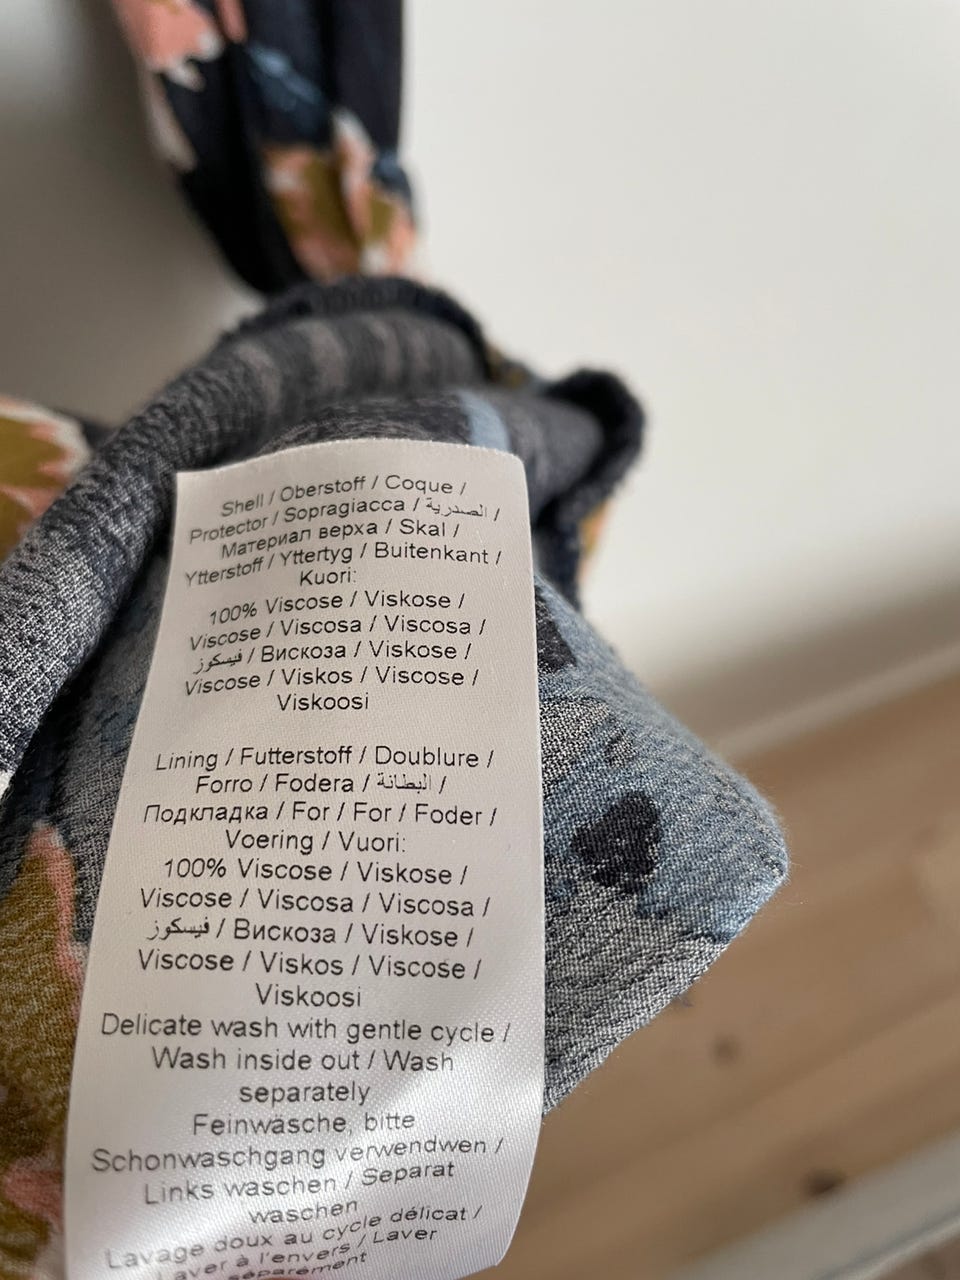 Shell / Oberstoff / Coque /
Protector / Sopragiacca / الصدرية /
Материал верха / Skal /
Ytterstoff / Yttertyg / Buitenkant /
Kuori:
100% Viscose / Viskose /
Viscose / Viscosa / Viscosa /
فيسكوز / Вискоза / Viskose /
Viscose / Viskos / Viscose /
Viskoosi
Lining / Futterstoff / Doublure /
Forro / Fodera / البطانة /
Подкладка / For / For / Foder /
Voering / Vuori:
100% Viscose / Viskose /
Viscose / Viscosa / Viscosa /
فيسكوز / Вискоза / Viskose /
Viscose / Viskos / Viscose /
Viskoosi
Delicate wash with gentle cycle /
Wash inside out / Wash
separately
Feinwäsche, bitte
Schonwaschgang verwendwen /
Links waschen / Separat
waschen
Lavage doux au cycle délicat /
Laver à l'envers / Laver
séparément